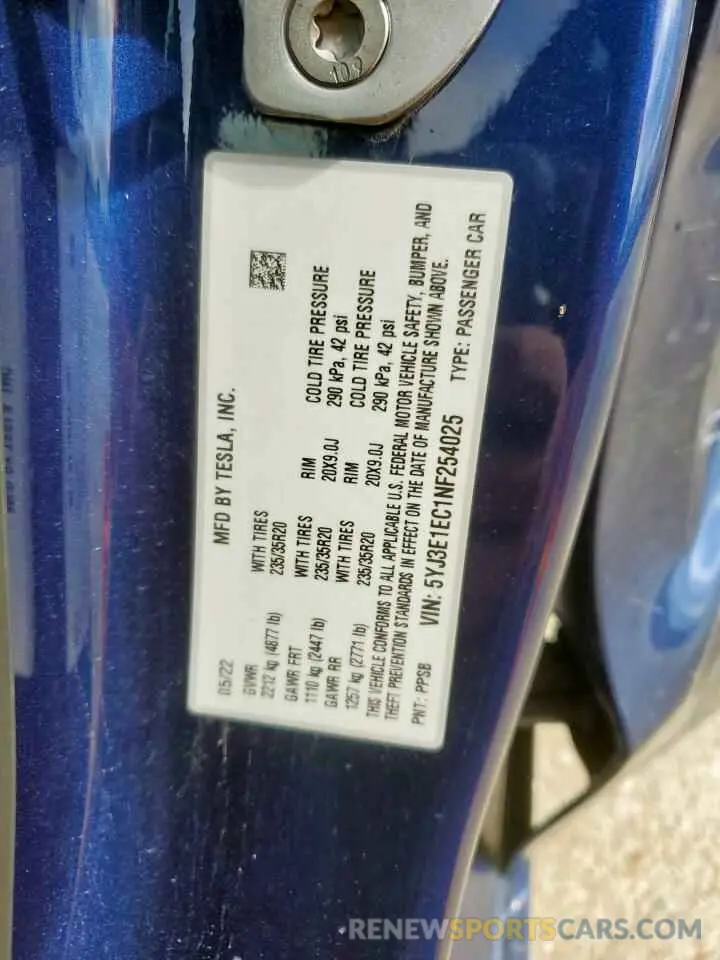 109
MFD BY TESLA, INC.
05/22
GVWR
2212 kg (4877 lb)
WITH TIRES
235/35R20
GAWR FRT
1110 kg (2447 lb)
WITH TIRES
235/35R20
RIM
20X9.0J
COLD TIRE PRESSURE
290 kPa, 42 psi
GAWR RR
1257 kg (2771 lb)
WITH TIRES
235/35R20
RIM
20X9.0J
COLD TIRE PRESSURE
290 kPa, 42 psi
THIS VEHICLE CONFORMS TO ALL APPLICABLE U.S. FEDERAL MOTOR VEHICLE SAFETY, BUMPER, AND
THEFT PREVENTION STANDARDS IN EFFECT ON THE DATE OF MANUFACTURE SHOWN ABOVE.
PNT: PPSB VIN: 5YJ3E1EC1NF254025 TYPE: PASSENGER CAR
RENEWSPORTSCARS.COM